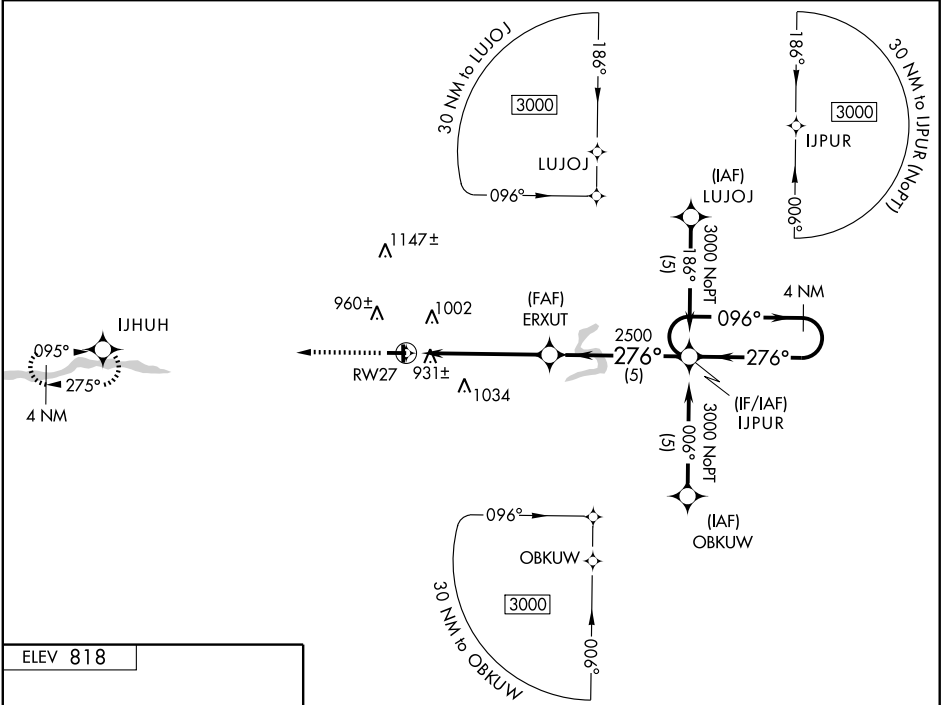 30 NM to LUJOJ
3000
186°
LUJOJ
096°
186°
3000
30 NM to IJPUR (NoPT)
IJPUR
006°
(IAF)
LUJOJ
3000 NoPT
186°
(5)
1147±
960±
1002
931±
1034
RW27
IJHUH
095°
275°
4 NM
(FAF)
ERXUT
2500
276°
(5)
096°
4 NM
276°
(IF/IAF)
IJPUR
3000 NoPT
006°
(5)
(IAF)
OBKUW
096°
OBKUW
3000
006°
30 NM to OBKUW
ELEV 818